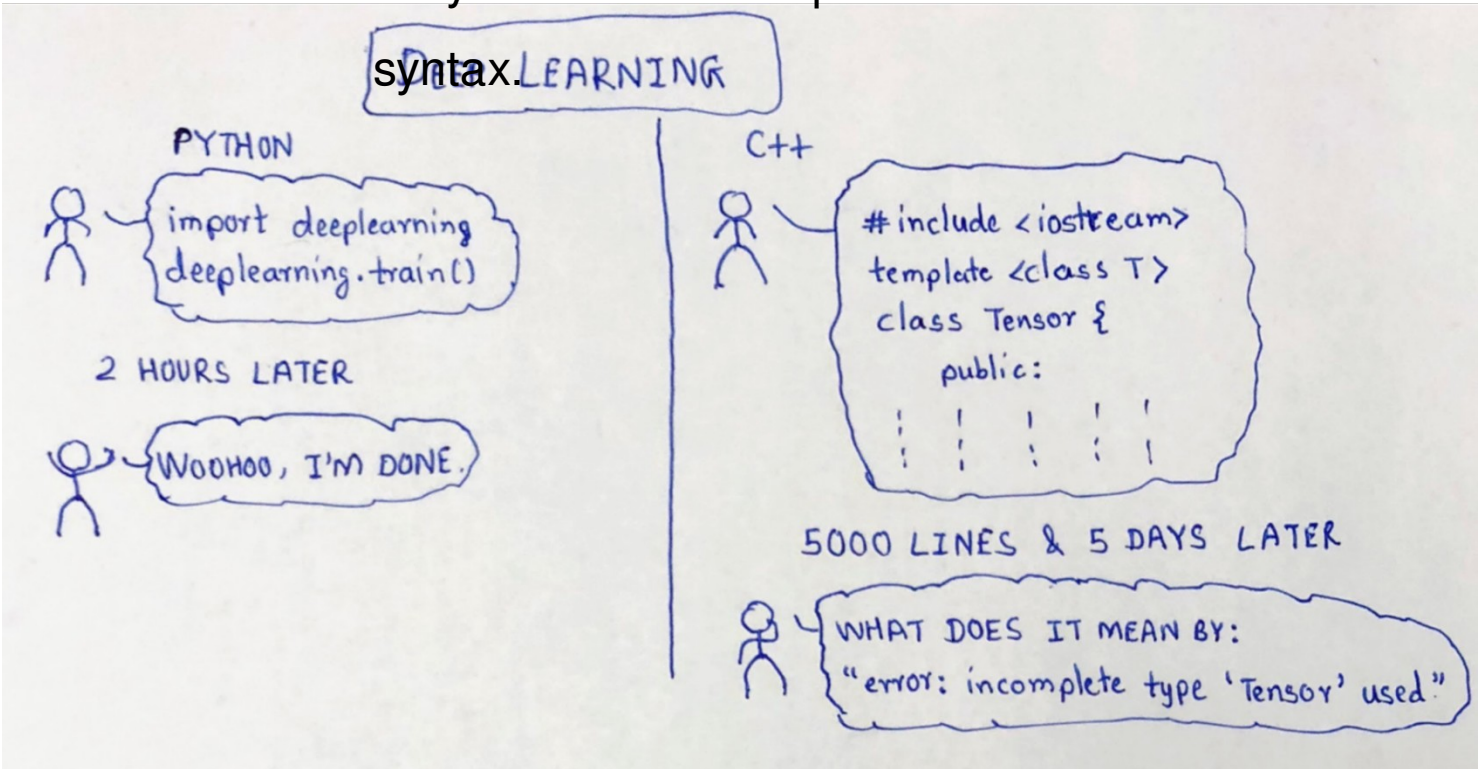 syntax.
DEEP LEARNING
PYTHON
import deeplearning
deeplearning.train()
2 HOURS LATER
WOOHOO, I'M DONE.
C++
#include <iostream>
template <class T>
class Tensor {
public:
5000 LINES & 5 DAYS LATER
WHAT DOES IT MEAN BY:
"error: incomplete type 'Tensor' used"